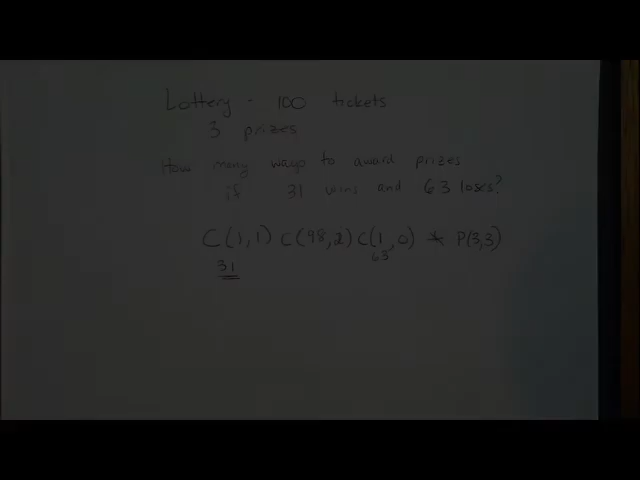 Lottery - 100 tickets
3 prizes
How many ways to award prizes
if 31 wins and 63 loses?
C(1,1) C(98,2) C(1,0) * P(3,3)
31 63